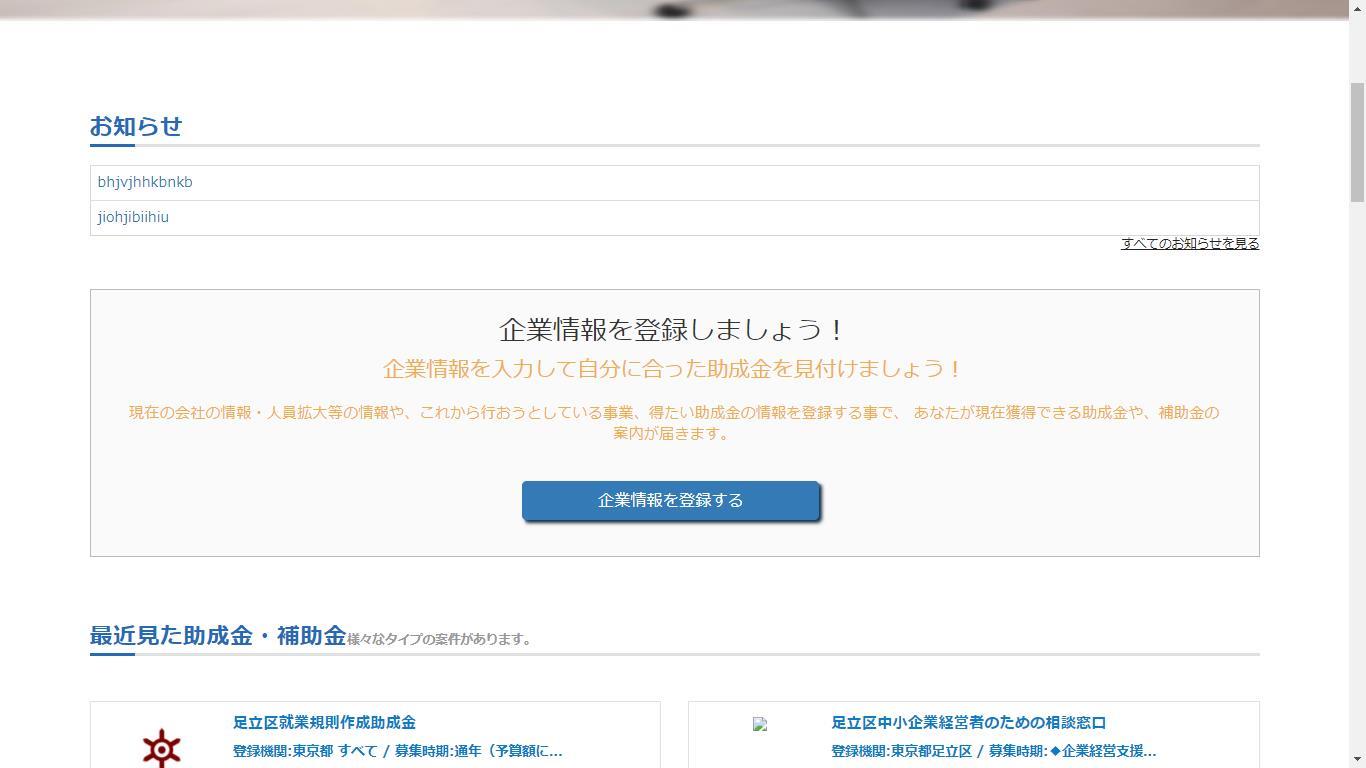 お知らせ
bhjvjhhkbnkb
jiohjibiihiu
すべてのお知らせを見る
企業情報を登録しましょう！
企業情報を入力して自分に合った助成金を見付けましょう！
現在の会社の情報・人員拡大等の情報や、これから行おうとしている事業、得たい助成金の情報を登録する事で、 あなたが現在獲得できる助成金や、補助金の
案内が届きます。
企業情報を登録する
最近見た助成金・補助金様々なタイプの案件があります。
足立区就業規則作成助成金
登録機関:東京都 すべて / 募集時期:通年（予算額に...
足立区中小企業経営者のための相談窓口
登録機関:東京都足立区 / 募集時期:◆企業経営支援...